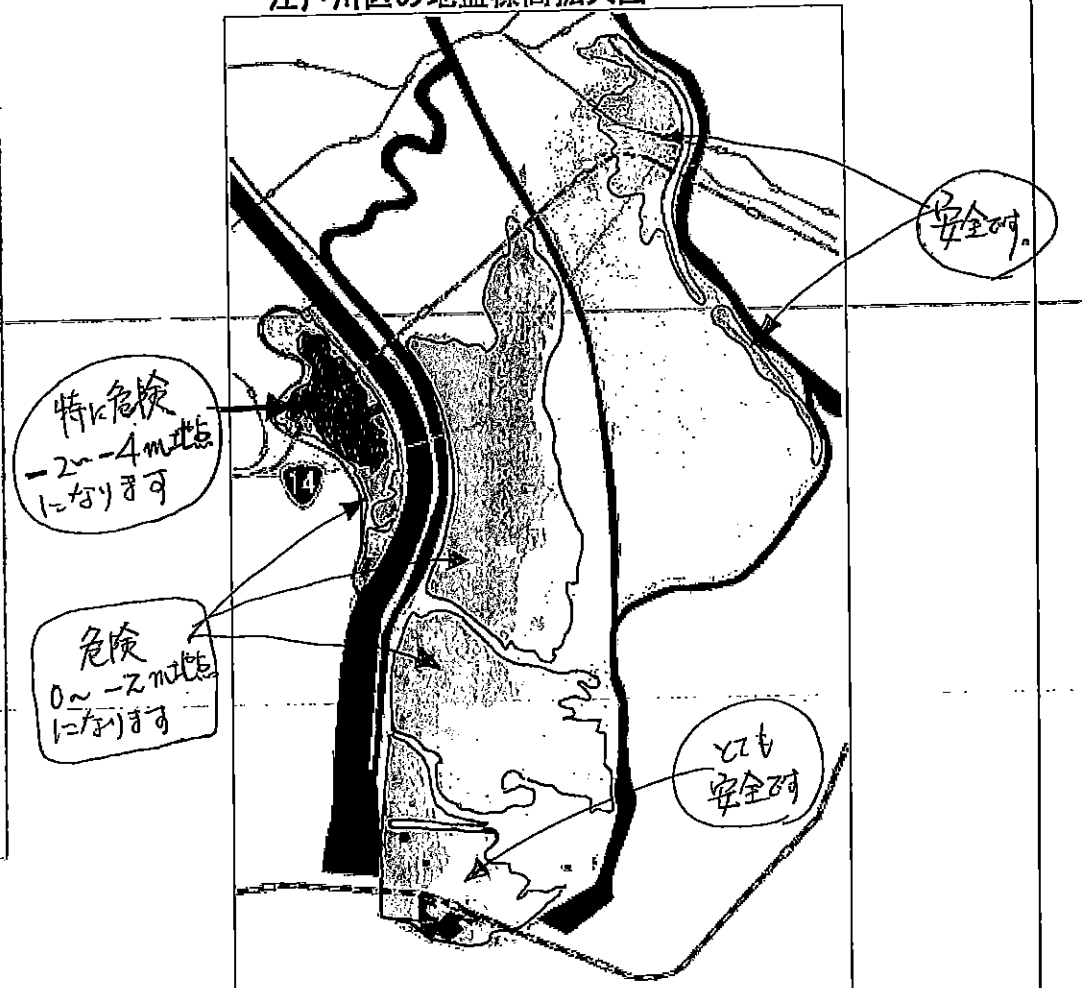 江戸川区の地盤標高拡大図
安全です。
特に危険
-2〜-4m地点
になります
14
危険
0〜-2m地点
になります
とても
安全です